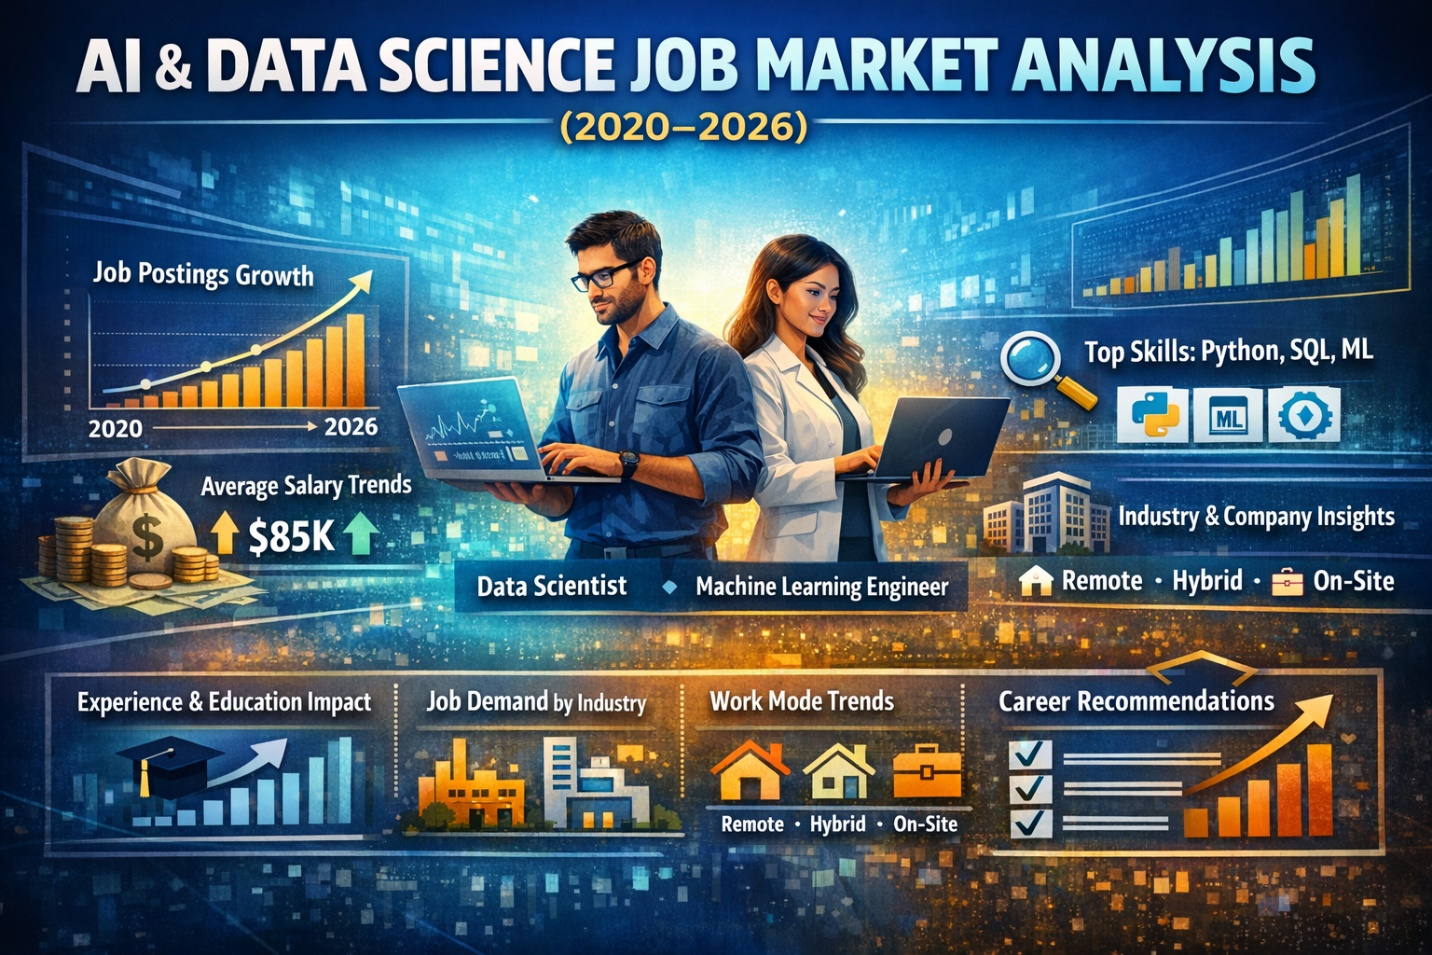 AI & DATA SCIENCE JOB MARKET ANALYSIS
(2020–2026)
Job Postings Growth
2020
2026
Average Salary Trends
$
$85K
Top Skills: Python, SQL, ML
ML
Industry & Company Insights
Remote • Hybrid • On-Site
Data Scientist ◆ Machine Learning Engineer
Experience & Education Impact
Job Demand by Industry
Work Mode Trends
Remote • Hybrid • On-Site
Career Recommendations